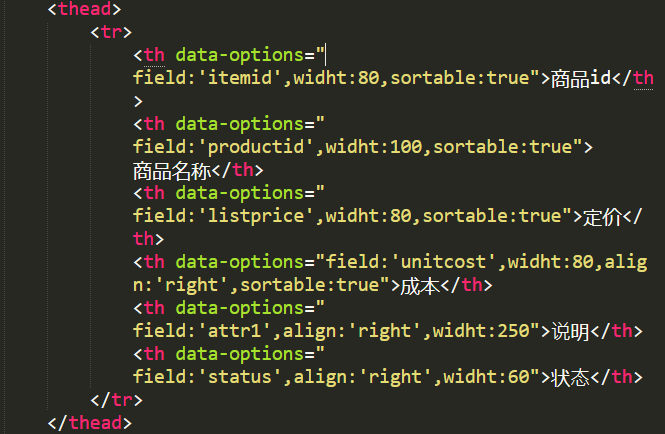 <thead>
<tr>
<th data-options="
field:'itemid',widht:80,sortable:true">商品id</th
>
<th data-options="
field:'productid',widht:100,sortable:true">
商品名称</th>
<th data-options="
field:'listprice',widht:80,sortable:true">定价</
th>
<th data-options="field:'unitcost',widht:80,alig
n:'right',sortable:true">成本</th>
<th data-options="
field:'attr1',align:'right',widht:250">说明</th>
<th data-options="
field:'status',align:'right',widht:60">状态</th>
</tr>
</thead>